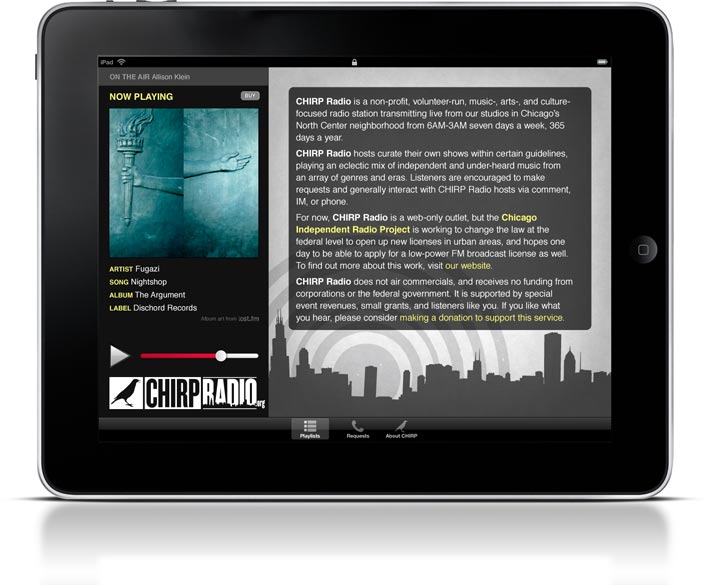 iPad
ON THE AIR Allison Klein
NOW PLAYING
BUY
ARTIST Fugazi
SONG Nightshop
ALBUM The Argument
LABEL Dischord Records
Album art from last.fm
CHIRPRADIO.org
CHIRP Radio is a non-profit, volunteer-run, music-, arts-, and culture-
focused radio station transmitting live from our studios in Chicago's
North Center neighborhood from 6AM-3AM seven days a week, 365
days a year.
CHIRP Radio hosts curate their own shows within certain guidelines,
playing an eclectic mix of independent and under-heard music from
an array of genres and eras. Listeners are encouraged to make
requests and generally interact with CHIRP Radio hosts via comment,
IM, or phone.
For now, CHIRP Radio is a web-only outlet, but the Chicago
Independent Radio Project is working to change the law at the
federal level to open up new licenses in urban areas, and hopes one
day to be able to apply for a low-power FM broadcast license as well.
To find out more about this work, visit our website.
CHIRP Radio does not air commercials, and receives no funding from
corporations or the federal government. It is supported by special
event revenues, small grants, and listeners like you. If you like what
you hear, please consider making a donation to support this service.
Playlists
Requests
About CHIRP